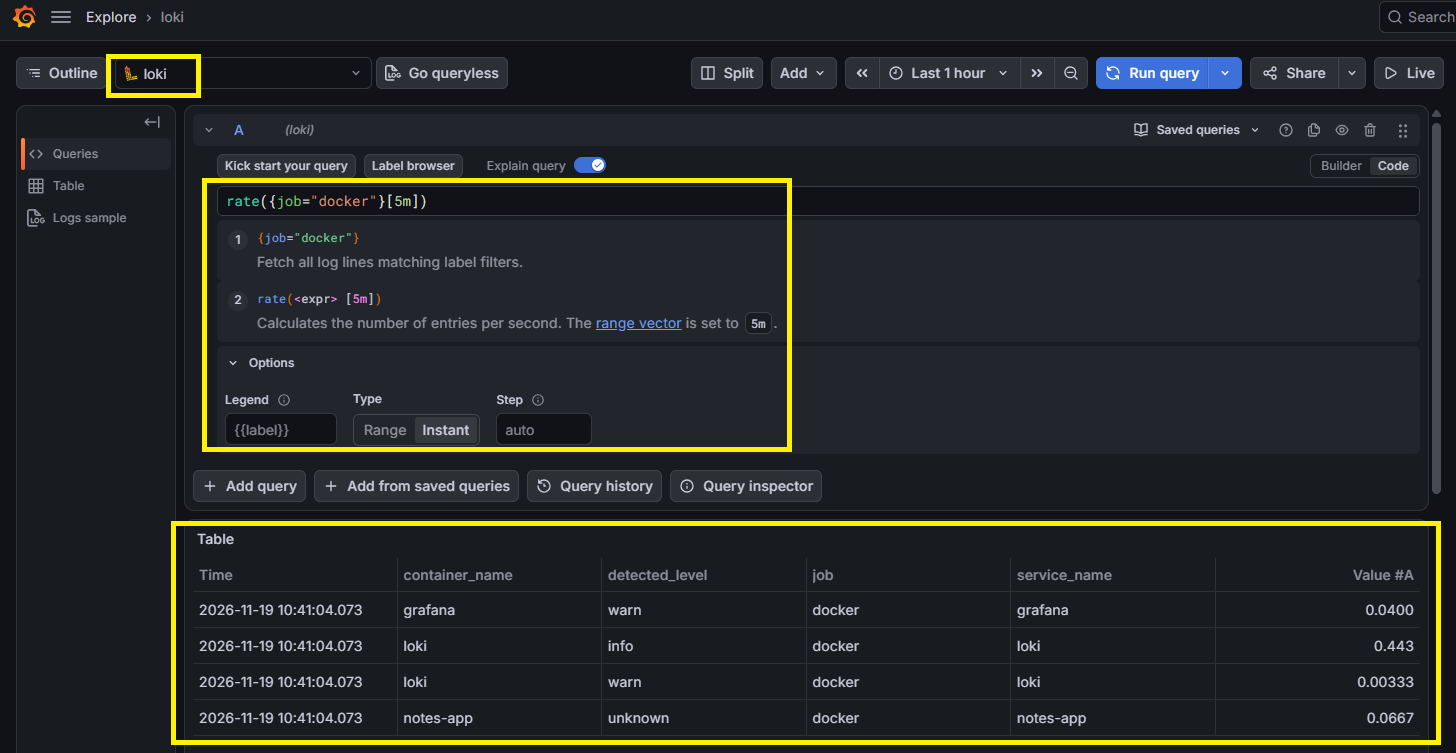 Explore › loki
Search
Outline
loki
Go queryless
Split
Add
Last 1 hour
Run query
Share
Live
Queries
Table
Logs sample
A (loki)
Saved queries
Kick start your query
Label browser
Explain query
Builder
Code
rate({job="docker"}[5m])
1 {job="docker"}
Fetch all log lines matching label filters.
2 rate(<expr> [5m])
Calculates the number of entries per second. The range vector is set to 5m .
Options
Legend Type Step
{{label}} Range Instant auto
+ Add query
+ Add from saved queries
Query history
Query inspector
Table
Time container_name detected_level job service_name Value #A
2026-11-19 10:41:04.073 grafana warn docker grafana 0.0400
2026-11-19 10:41:04.073 loki info docker loki 0.443
2026-11-19 10:41:04.073 loki warn docker loki 0.00333
2026-11-19 10:41:04.073 notes-app unknown docker notes-app 0.0667